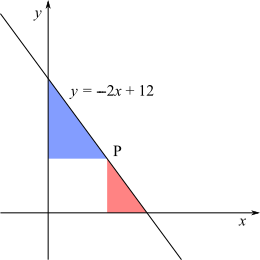 y
y = −2x + 12
P
x